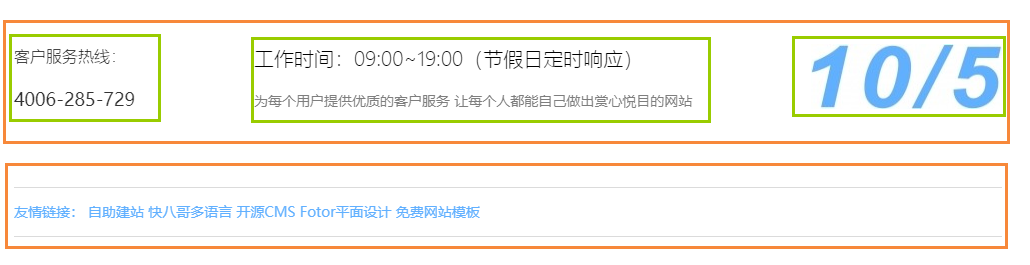 客户服务热线：
4006-285-729
工作时间：09:00~19:00（节假日定时响应）
为每个用户提供优质的客户服务 让每个人都能自己做出赏心悦目的网站
10/5
友情链接： 自助建站 快八哥多语言 开源CMS Fotor平面设计 免费网站模板